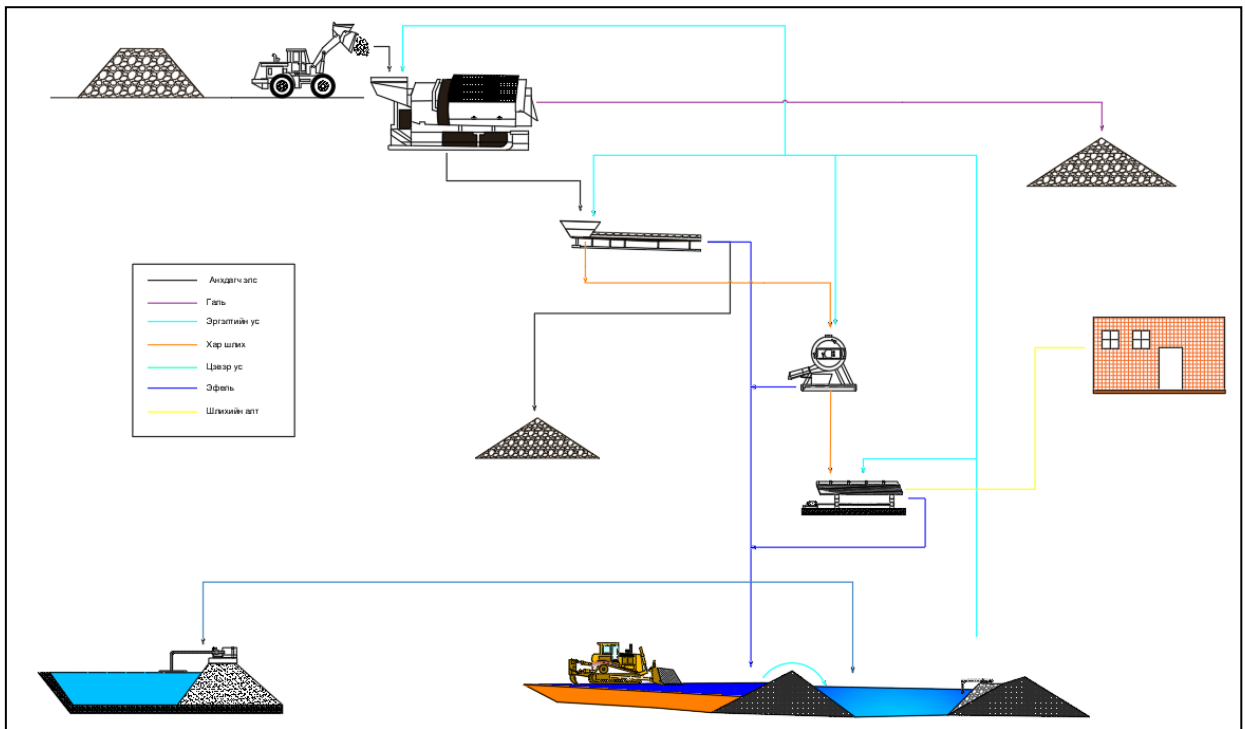 Анхдагч элс
Галь
Эргэлтийн ус
Хар шлих
Цэвэр ус
Эфель
Шлихийн алт